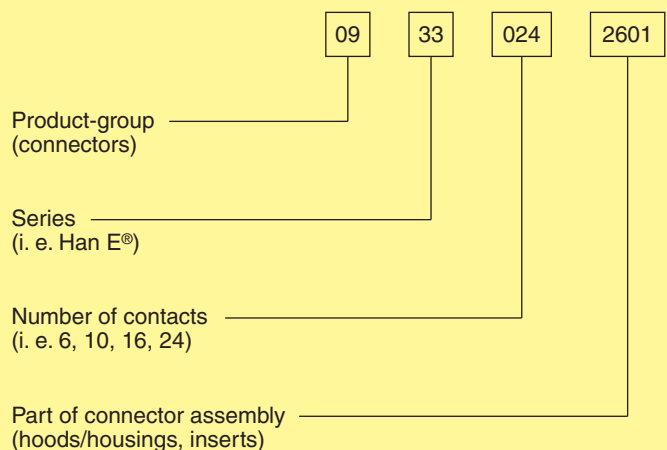 09 33 024 2601
Product-group
(connectors)
Series
(i. e. Han E®)
Number of contacts
(i. e. 6, 10, 16, 24)
Part of connector assembly
(hoods/housings, inserts)